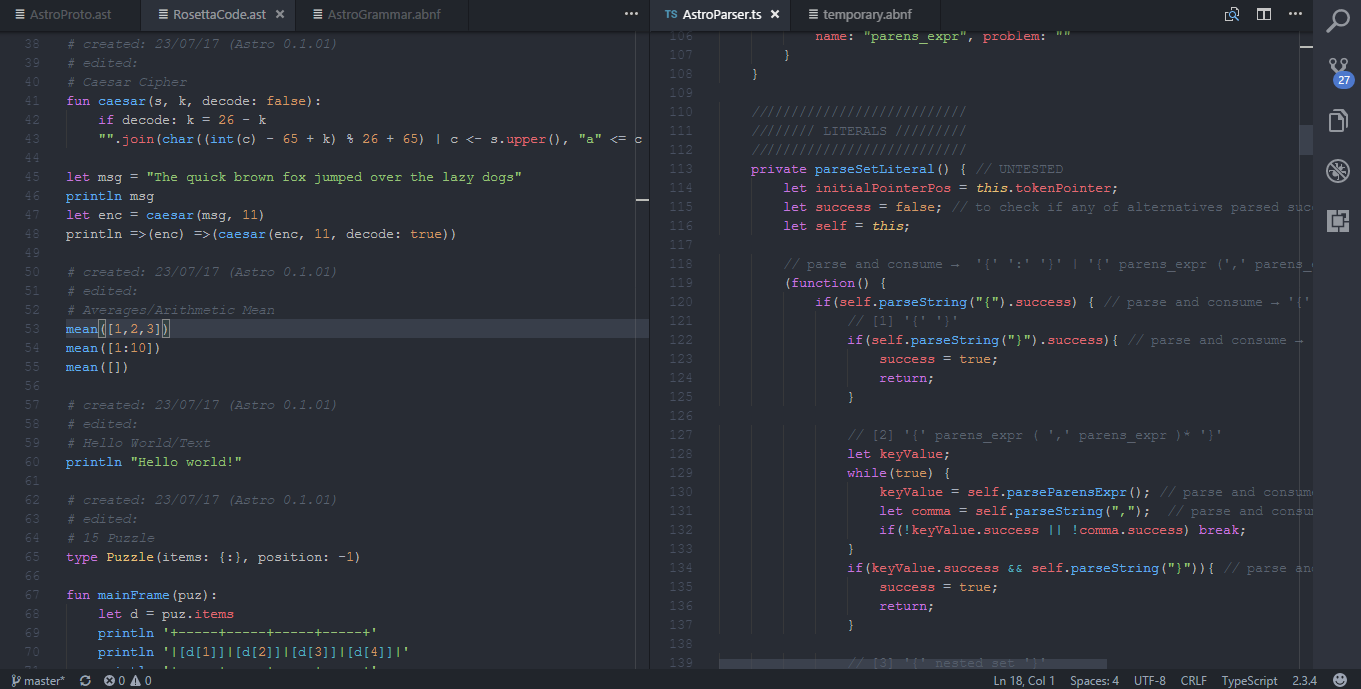 AstroProto.ast
RosettaCode.ast
AstroGrammar.abnf
38 # created: 23/07/17 (Astro 0.1.01)
39 # edited:
40 # Caesar Cipher
41 fun caesar(s, k, decode: false):
42 if decode: k = 26 - k
43 "".join(char((int(c) - 65 + k) % 26 + 65) | c <- s.upper(), "a" <= c
44
45 let msg = "The quick brown fox jumped over the lazy dogs"
46 println msg
47 let enc = caesar(msg, 11)
48 println =>(enc) =>(caesar(enc, 11, decode: true))
49
50 # created: 23/07/17 (Astro 0.1.01)
51 # edited:
52 # Averages/Arithmetic Mean
53 mean([1,2,3])
54 mean([1:10])
55 mean([])
56
57 # created: 23/07/17 (Astro 0.1.01)
58 # edited:
59 # Hello World/Text
60 println "Hello world!"
61
62 # created: 23/07/17 (Astro 0.1.01)
63 # edited:
64 # 15 Puzzle
65 type Puzzle(items: {:}, position: -1)
66
67 fun mainFrame(puz):
68 let d = puz.items
69 println '+-----+-----+-----+-----+'
70 println '|[d[1]]|[d[2]]|[d[3]]|[d[4]]|'
TS AstroParser.ts
temporary.abnf
106 name: "parens_expr", problem: ""
107 }
108 }
109
110 ///////////////////////////
111 //////// LITERALS /////////
112 ///////////////////////////
113 private parseSetLiteral() { // UNTESTED
114 let initialPointerPos = this.tokenPointer;
115 let success = false; // to check if any of alternatives parsed suc
116 let self = this;
117
118 // parse and consume → '{' ':' '}' | '{' parens_expr (',' parens_
119 (function() {
120 if(self.parseString("{").success) { // parse and consume → '{'
121 // [1] '{' '}'
122 if(self.parseString("}").success){ // parse and consume →
123 success = true;
124 return;
125 }
126
127 // [2] '{' parens_expr ( ',' parens_expr )* '}'
128 let keyValue;
129 while(true) {
130 keyValue = self.parseParensExpr(); // parse and consum
131 let comma = self.parseString(","); // parse and consu
132 if(!keyValue.success || !comma.success) break;
133 }
134 if(keyValue.success && self.parseString("}")){ // parse an
135 success = true;
136 return;
137 }
138
139 // [3] '{' nested set '}'
27
master*
0
0
Ln 18, Col 1
Spaces: 4
UTF-8
CRLF
TypeScript
2.3.4